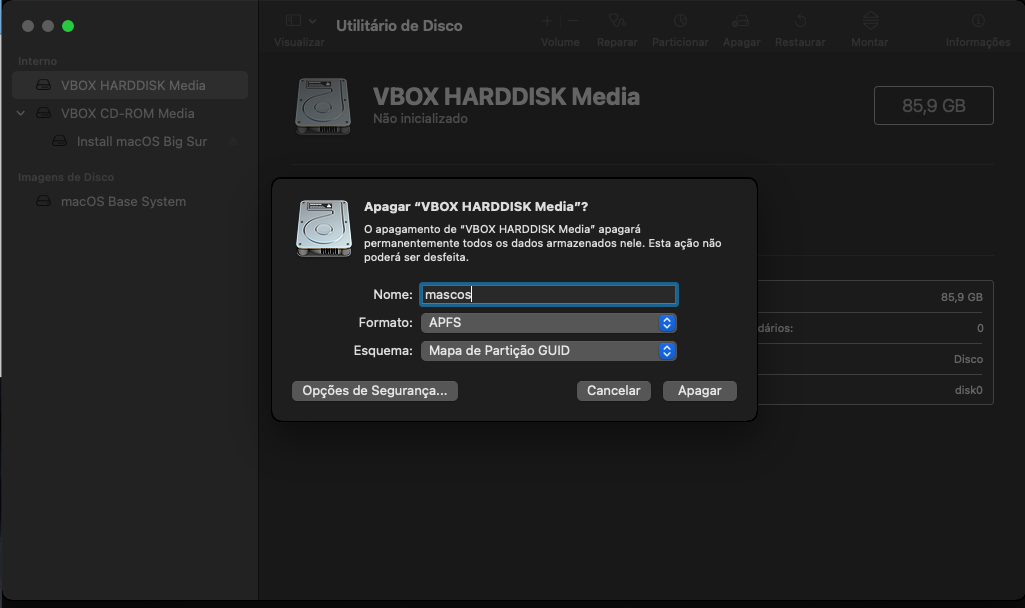 Utilitário de Disco
Visualizar
Volume
Reparar
Particionar
Apagar
Restaurar
Montar
Informações
Interno
VBOX HARDDISK Media
VBOX CD-ROM Media
Install macOS Big Sur
Imagens de Disco
macOS Base System
VBOX HARDDISK Media
Não inicializado
85,9 GB
Apagar “VBOX HARDDISK Media”?
O apagamento de “VBOX HARDDISK Media” apagará
permanentemente todos os dados armazenados nele. Esta ação não
poderá ser desfeita.
Nome: mascos
Formato: APFS
Esquema: Mapa de Partição GUID
Opções de Segurança...
Cancelar
Apagar
85,9 GB
dários: 0
Disco
disk0